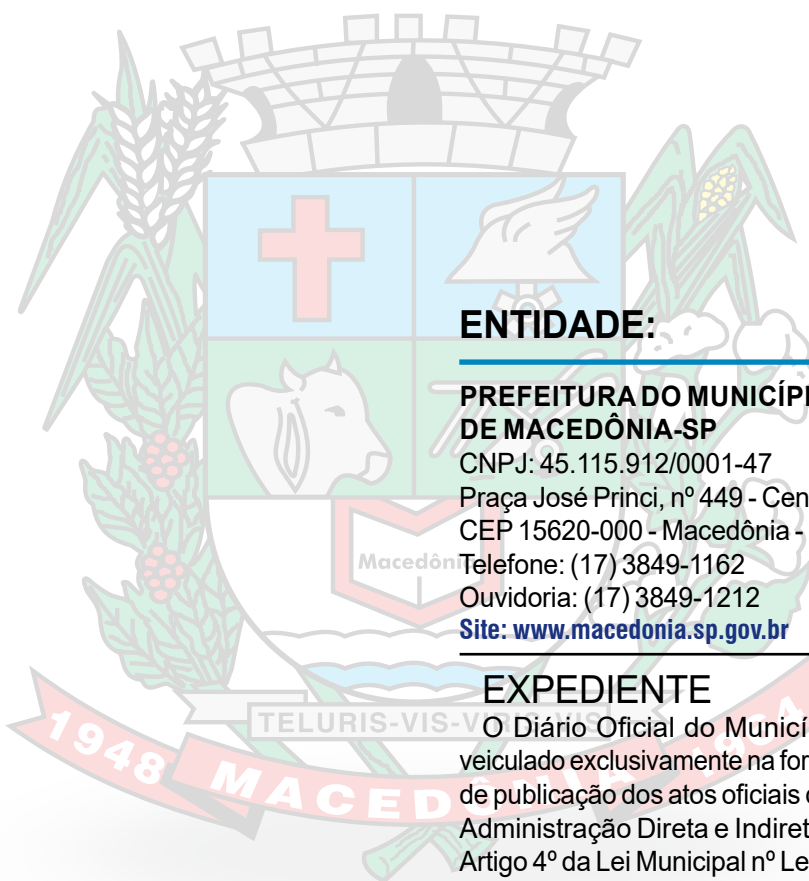 ENTIDADE:
PREFEITURA DO MUNICÍP
DE MACEDÔNIA-SP
CNPJ: 45.115.912/0001-47
Praça José Princi, nº 449 - Cen
CEP 15620-000 - Macedônia -
Telefone: (17) 3849-1162
Ouvidoria: (17) 3849-1212
Site: www.macedonia.sp.gov.br
EXPEDIENTE
O Diário Oficial do Municí
veiculado exclusivamente na for
de publicação dos atos oficiais
Administração Direta e Indiret
Artigo 4º da Lei Municipal nº Le
Macedôni
TELURIS-VIS-V
1948 MACEDÔNIA 1964